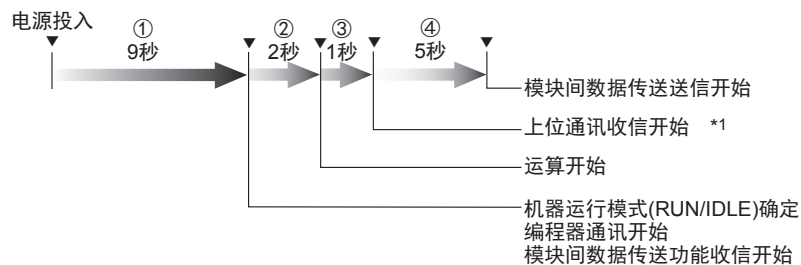 电源投入
① ② ③ ④
9秒 2秒 1秒 5秒
模块间数据传送送信开始
上位通讯收信开始 *1
运算开始
机器运行模式(RUN/IDLE)确定
编程器通讯开始
模块间数据传送功能收信开始